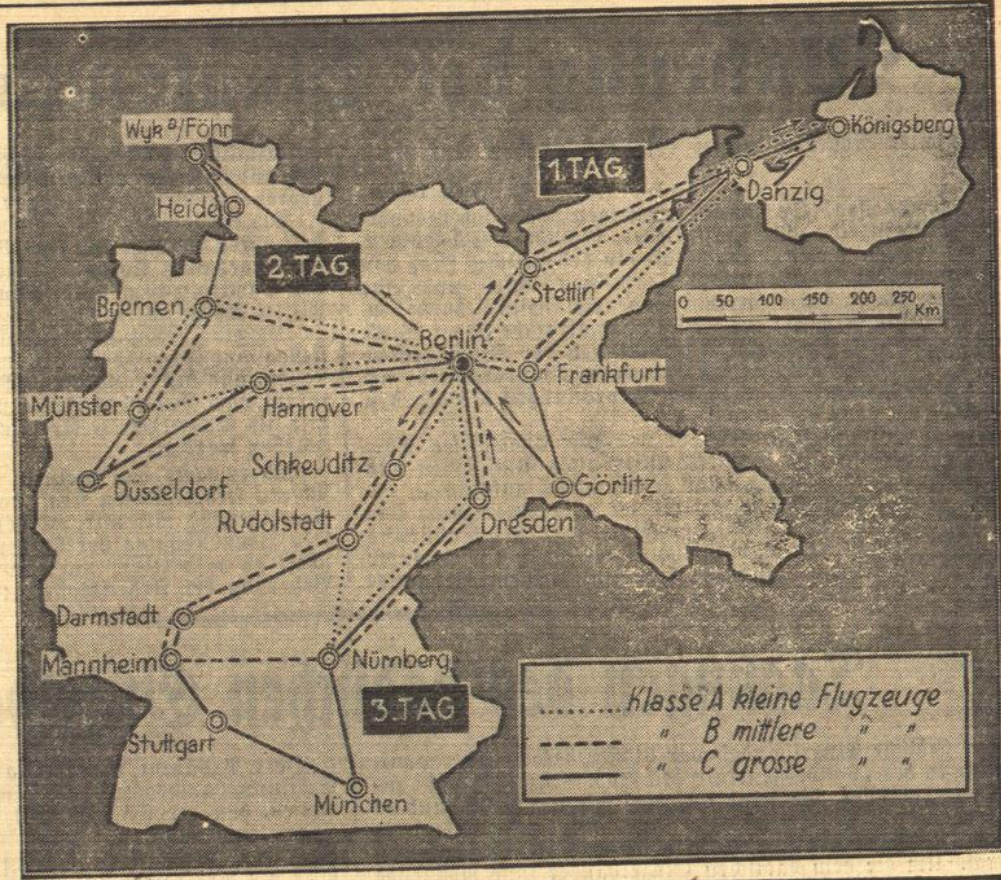 Wyk a/Föhr
Königsberg
1. TAG
Danzig
Heide
2. TAG
Stettin
0 50 100 150 200 250 Km
Bremen
Berlin
Frankfurt
Münster
Hannover
Schkeuditz
Düsseldorf
Görlitz
Rudolstadt
Dresden
Darmstadt
Mannheim
Nürnberg
3. TAG
Stuttgart
München
Klasse A kleine Flugzeuge
" B mittlere " "
" C grosse " "